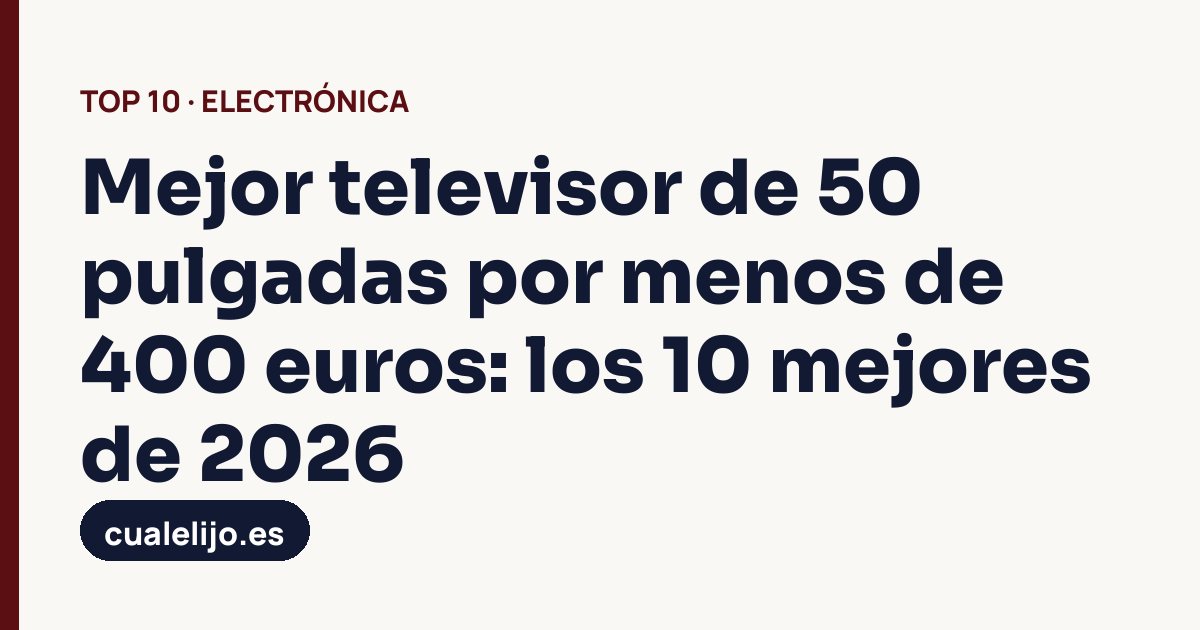 TOP 10 · ELECTRÓNICA
Mejor televisor de 50
pulgadas por menos de
400 euros: los 10 mejores
de 2026
cualelijo.es